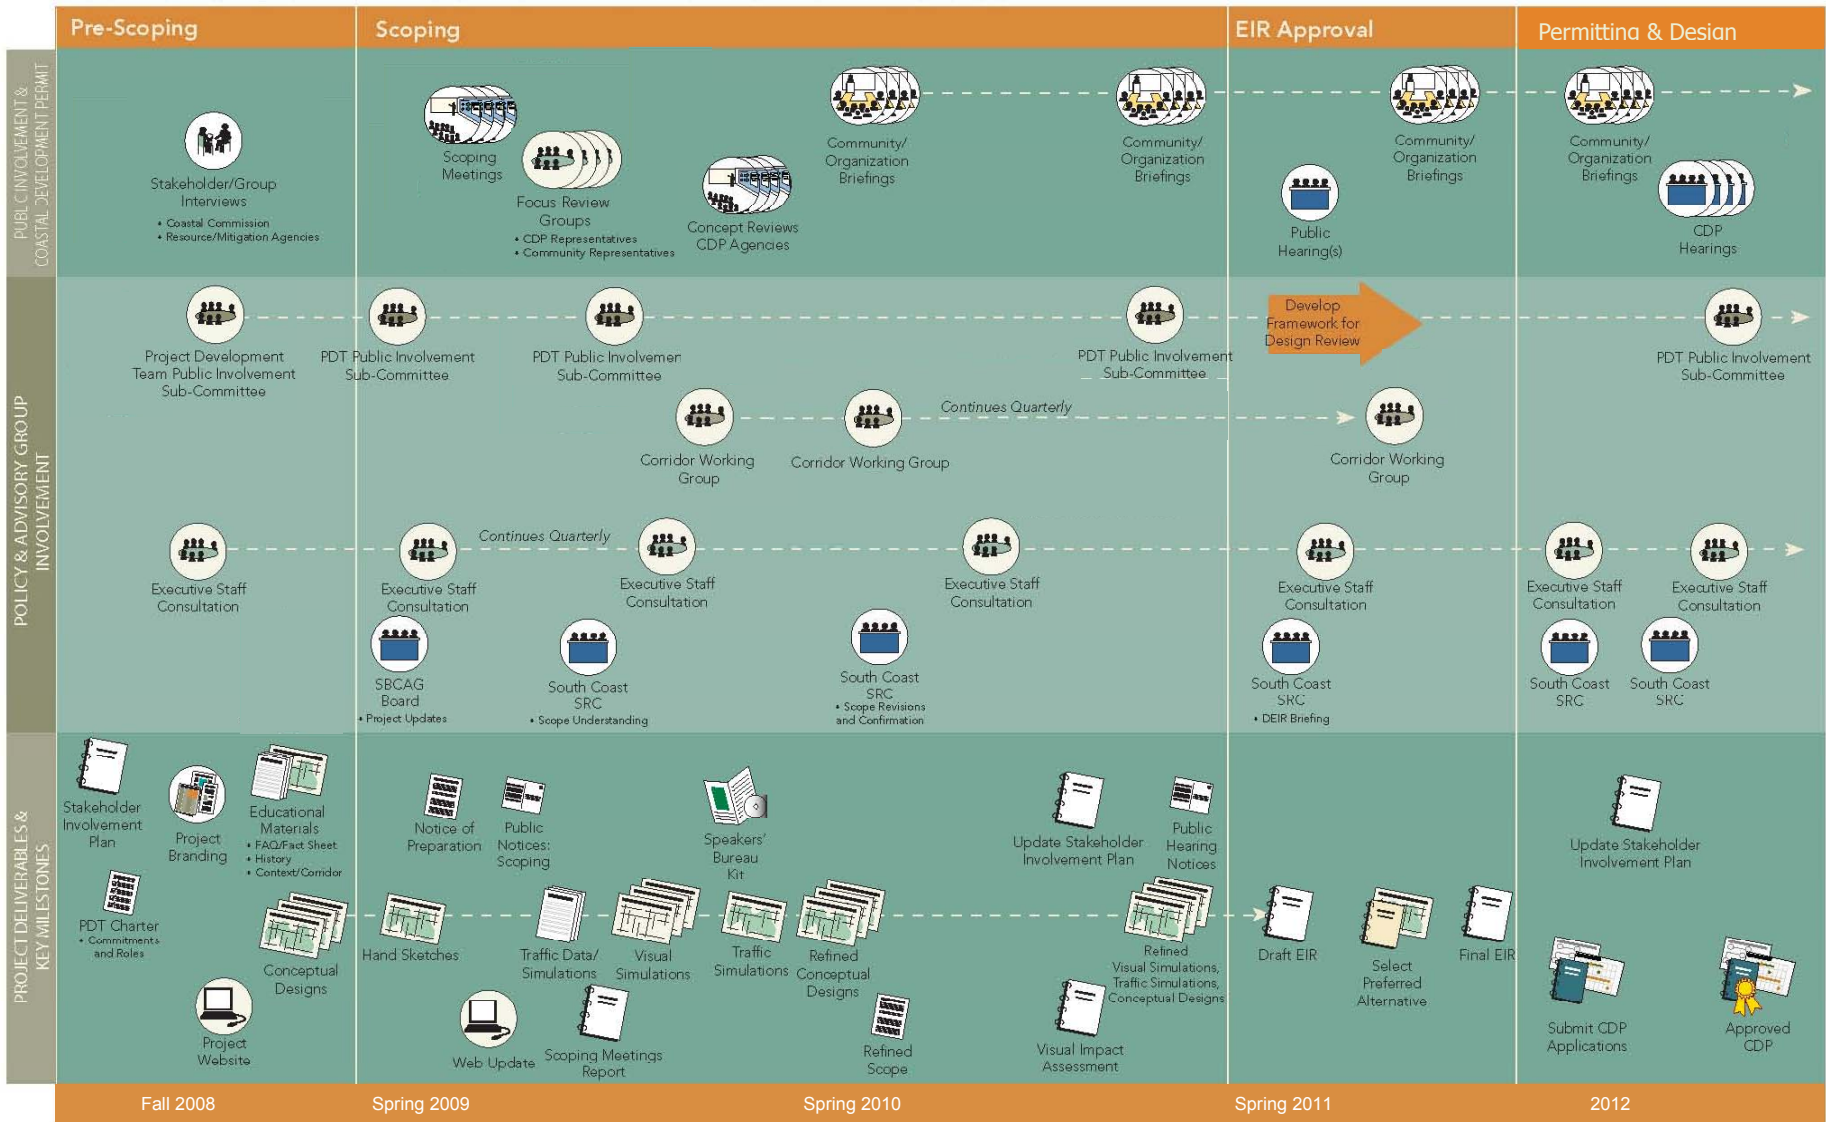 Pre-Scoping
Scoping
EIR Approval
Permitting & Design
PUBLIC INVOLVEMENT &
COASTAL DEVELOPMENT PERMIT
Stakeholder/Group
Interviews
• Coastal Commission
• Resource/Mitigation Agencies
Scoping
Meetings
Focus Review
Groups
• CDP Representatives
• Community Representatives
Concept Reviews
CDP Agencies
Community/
Organization
Briefings
Community/
Organization
Briefings
Public
Hearing(s)
Community/
Organization
Briefings
Community/
Organization
Briefings
CDP
Hearings
POLICY & ADVISORY GROUP
INVOLVEMENT
Project Development
Team Public Involvement
Sub-Committee
PDT Public Involvement
Sub-Committee
PDT Public Involvemen
Sub-Committee
PDT Public Involvement
Sub-Committee
Develop
Framework for
Design Review
PDT Public Involvement
Sub-Committee
Corridor Working
Group
Corridor Working Group
Continues Quarterly
Corridor Working
Group
Executive Staff
Consultation
Executive Staff
Consultation
Continues Quarterly
Executive Staff
Consultation
Executive Staff
Consultation
Executive Staff
Consultation
Executive Staff
Consultation
Executive Staff
Consultation
SBCAG
Board
• Project Updates
South Coast
SRC
• Scope Understanding
South Coast
SRC
• Scope Revisions
and Confirmation
South Coast
SRC
• DEIR Briefing
South Coast
SRC
South Coast
SRC
PROJECT DELIVERABLES &
KEY MILESTONES
Stakeholder
Involvement
Plan
Project
Branding
Educational
Materials
• FAQ/Fact Sheet
• History
• Context/Corridor
PDT Charter
• Commitments
and Roles
Conceptual
Designs
Project
Website
Notice of
Preparation
Public
Notices:
Scoping
Speakers'
Bureau
Kit
Update Stakeholder
Involvement Plan
Public
Hearing
Notices
Update Stakeholder
Involvement Plan
Hand Sketches
Traffic Data/
Simulations
Visual
Simulations
Traffic
Simulations
Refined
Conceptual
Designs
Refined
Visual Simulations,
Traffic Simulations,
Conceptual Designs
Draft EIR
Select
Preferred
Alternative
Final EIR
Web Update
Scoping Meetings
Report
Refined
Scope
Visual Impact
Assessment
Submit CDP
Applications
Approved
CDP
Fall 2008
Spring 2009
Spring 2010
Spring 2011
2012